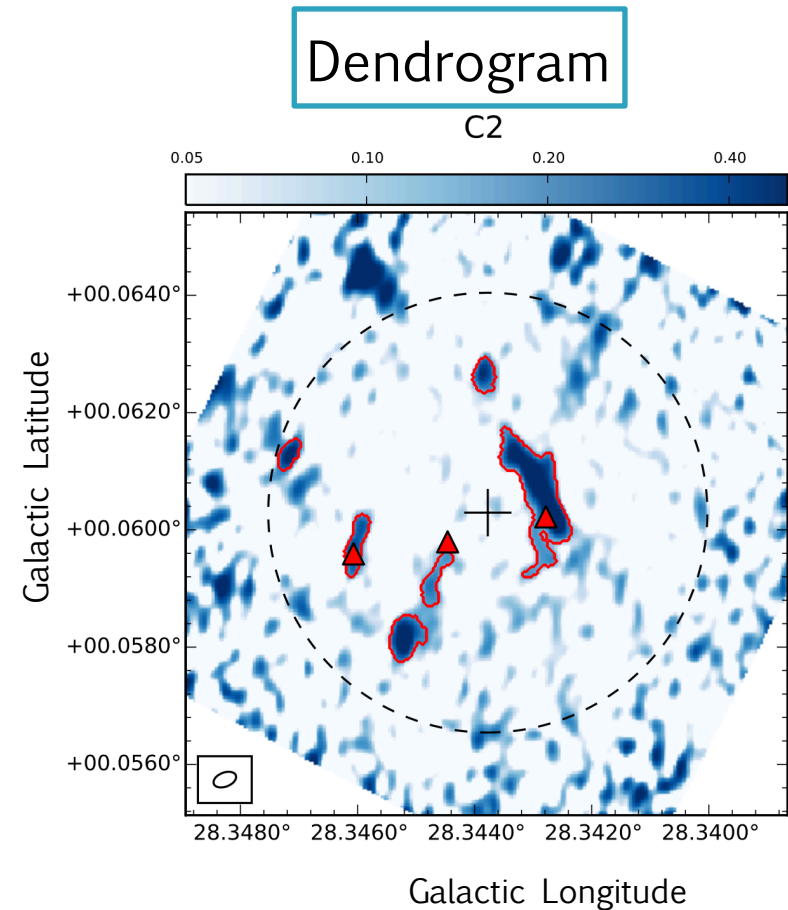 Dendrogram
C2
0.05 0.10 0.20 0.40
+00.0640°
+00.0620°
+00.0600°
+00.0580°
+00.0560°
Galactic Latitude
28.3480° 28.3460° 28.3440° 28.3420° 28.3400°
Galactic Longitude